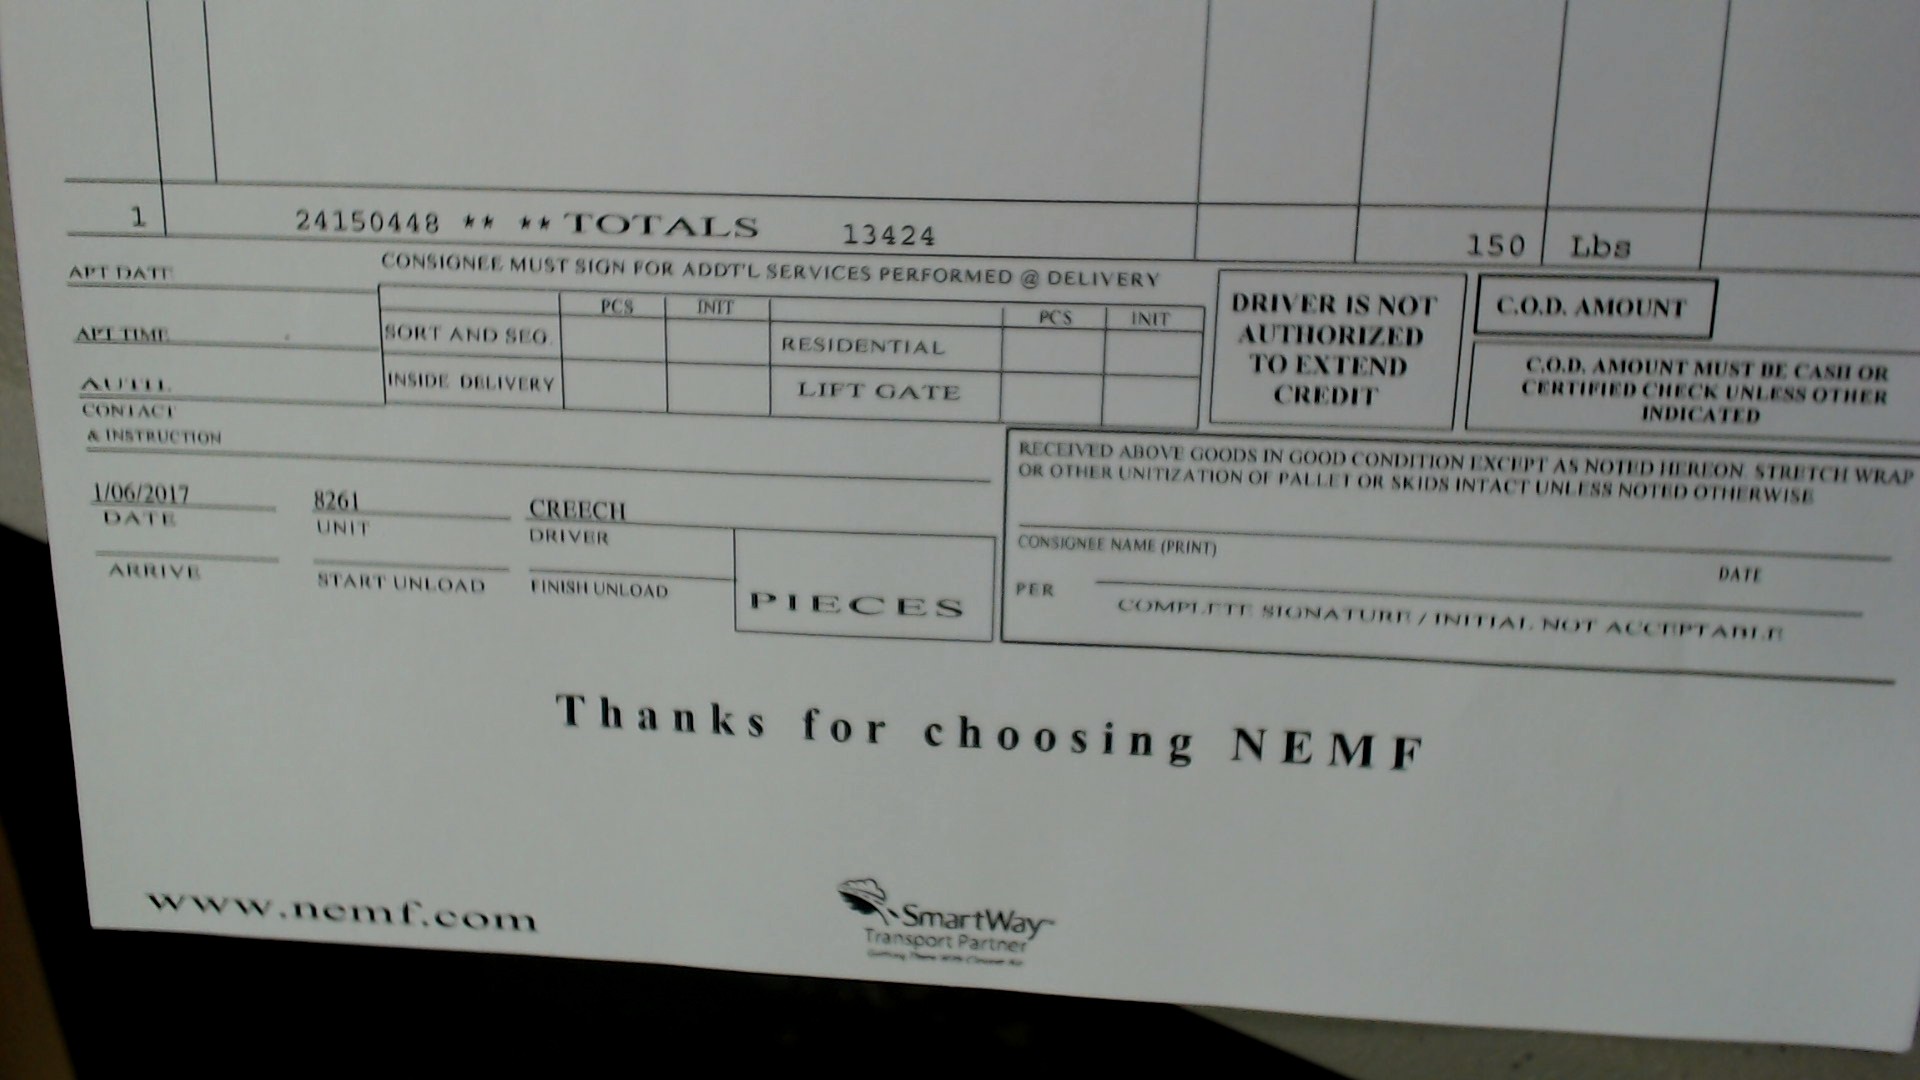 1 24150448 ** ** TOTALS 13424 150 Lbs
APT DATE
CONSIGNEE MUST SIGN FOR ADDT'L SERVICES PERFORMED @ DELIVERY
PCS INIT PCS INIT
APT TIME
SORT AND SEG. RESIDENTIAL
AUTH.
INSIDE DELIVERY LIFT GATE
DRIVER IS NOT
AUTHORIZED
TO EXTEND
CREDIT
C.O.D. AMOUNT
C.O.D. AMOUNT MUST BE CASH OR
CERTIFIED CHECK UNLESS OTHER
INDICATED
CONTACT
& INSTRUCTION
RECEIVED ABOVE GOODS IN GOOD CONDITION EXCEPT AS NOTED HEREON. STRETCH WRAP
OR OTHER UNITIZATION OF PALLET OR SKIDS INTACT UNLESS NOTED OTHERWISE
1/06/2017 8261 CREECH
DATE UNIT DRIVER
ARRIVE START UNLOAD FINISH UNLOAD
PIECES
CONSIGNEE NAME (PRINT) DATE
PER
COMPLETE SIGNATURE / INITIAL NOT ACCEPTABLE
Thanks for choosing NEMF
www.nemf.com
SmartWay
Transport Partner